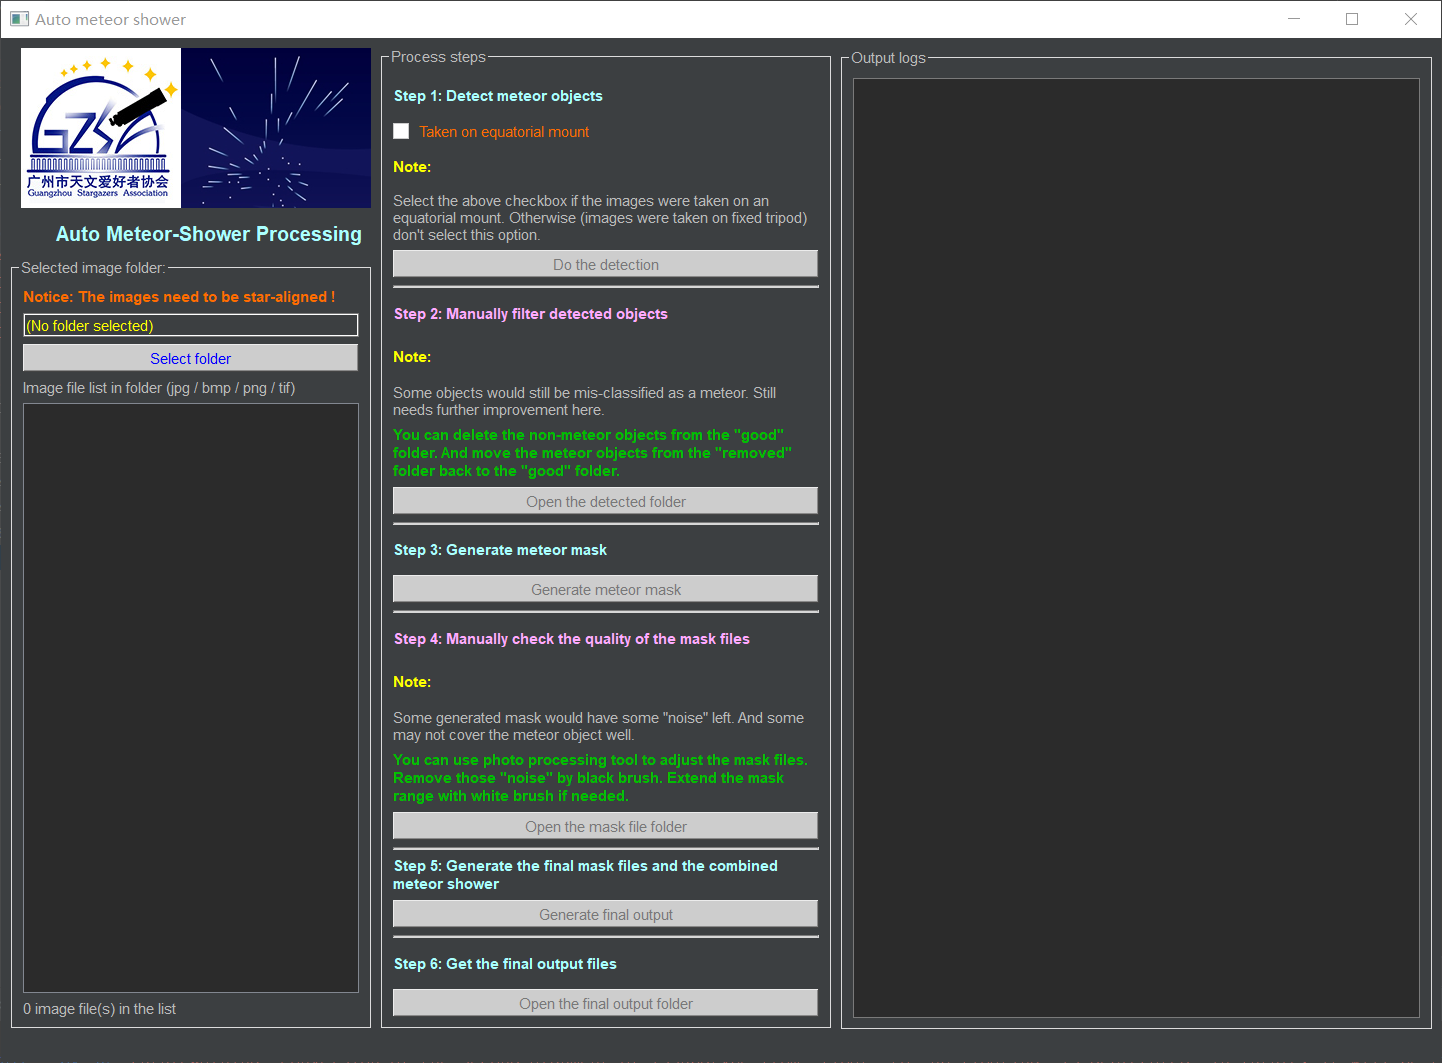 Auto meteor shower
GZSA
广州市天文爱好者协会
Guangzhou Stargazers Association
Auto Meteor-Shower Processing
Selected image folder:
Notice: The images need to be star-aligned !
(No folder selected)
Select folder
Image file list in folder (jpg / bmp / png / tif)
0 image file(s) in the list
Process steps
Step 1: Detect meteor objects
Taken on equatorial mount
Note:
Select the above checkbox if the images were taken on an
equatorial mount. Otherwise (images were taken on fixed tripod)
don't select this option.
Do the detection
Step 2: Manually filter detected objects
Note:
Some objects would still be mis-classified as a meteor. Still
needs further improvement here.
You can delete the non-meteor objects from the "good"
folder. And move the meteor objects from the "removed"
folder back to the "good" folder.
Open the detected folder
Step 3: Generate meteor mask
Generate meteor mask
Step 4: Manually check the quality of the mask files
Note:
Some generated mask would have some "noise" left. And some
may not cover the meteor object well.
You can use photo processing tool to adjust the mask files.
Remove those "noise" by black brush. Extend the mask
range with white brush if needed.
Open the mask file folder
Step 5: Generate the final mask files and the combined
meteor shower
Generate final output
Step 6: Get the final output files
Open the final output folder
Output logs